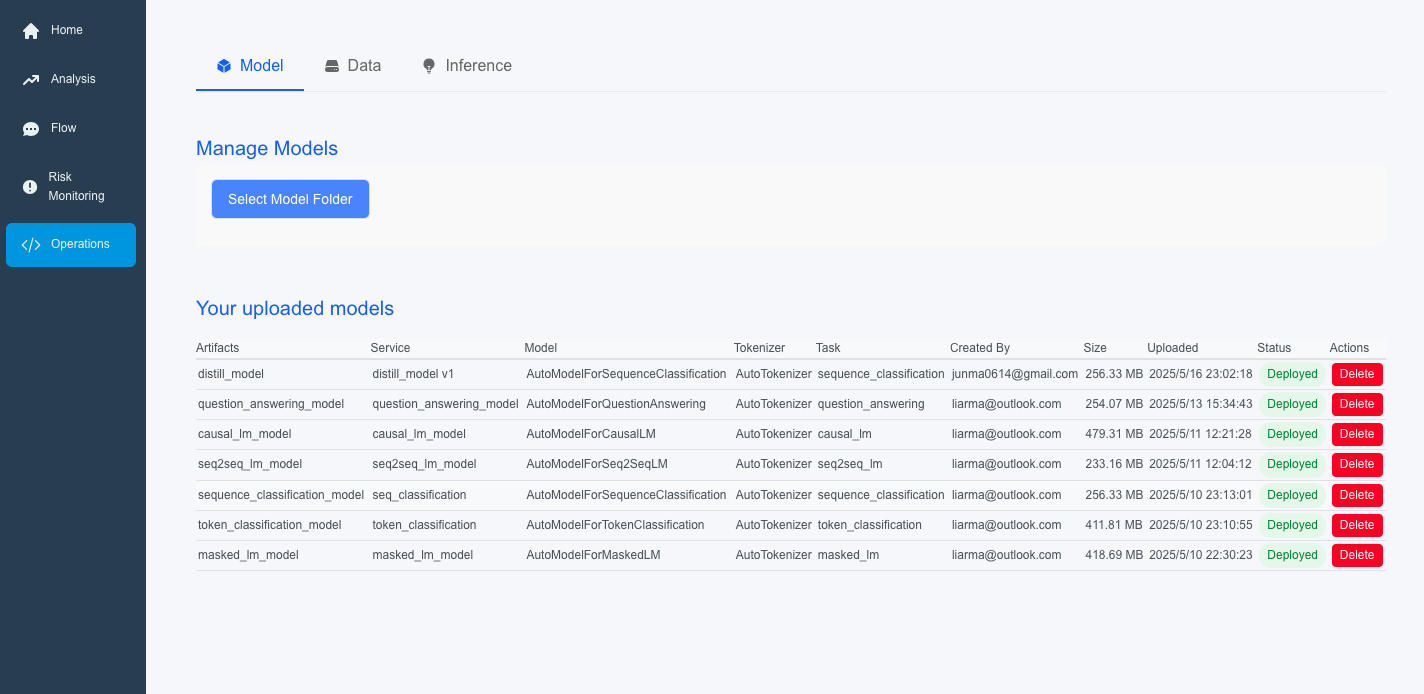 Home
Analysis
Flow
Risk
Monitoring
Operations
Model Data Inference
Manage Models
Select Model Folder
Your uploaded models
Artifacts Service Model Tokenizer Task Created By Size Uploaded Status Actions
distill_model distill_model v1 AutoModelForSequenceClassification AutoTokenizer sequence_classification junma0614@gmail.com 256.33 MB 2025/5/16 23:02:18 Deployed Delete
question_answering_model question_answering_model AutoModelForQuestionAnswering AutoTokenizer question_answering liarma@outlook.com 254.07 MB 2025/5/13 15:34:43 Deployed Delete
causal_lm_model causal_lm_model AutoModelForCausalLM AutoTokenizer causal_lm liarma@outlook.com 479.31 MB 2025/5/11 12:21:28 Deployed Delete
seq2seq_lm_model seq2seq_lm_model AutoModelForSeq2SeqLM AutoTokenizer seq2seq_lm liarma@outlook.com 233.16 MB 2025/5/11 12:04:12 Deployed Delete
sequence_classification_model seq_classification AutoModelForSequenceClassification AutoTokenizer sequence_classification liarma@outlook.com 256.33 MB 2025/5/10 23:13:01 Deployed Delete
token_classification_model token_classification AutoModelForTokenClassification AutoTokenizer token_classification liarma@outlook.com 411.81 MB 2025/5/10 23:10:55 Deployed Delete
masked_lm_model masked_lm_model AutoModelForMaskedLM AutoTokenizer masked_lm liarma@outlook.com 418.69 MB 2025/5/10 22:30:23 Deployed Delete